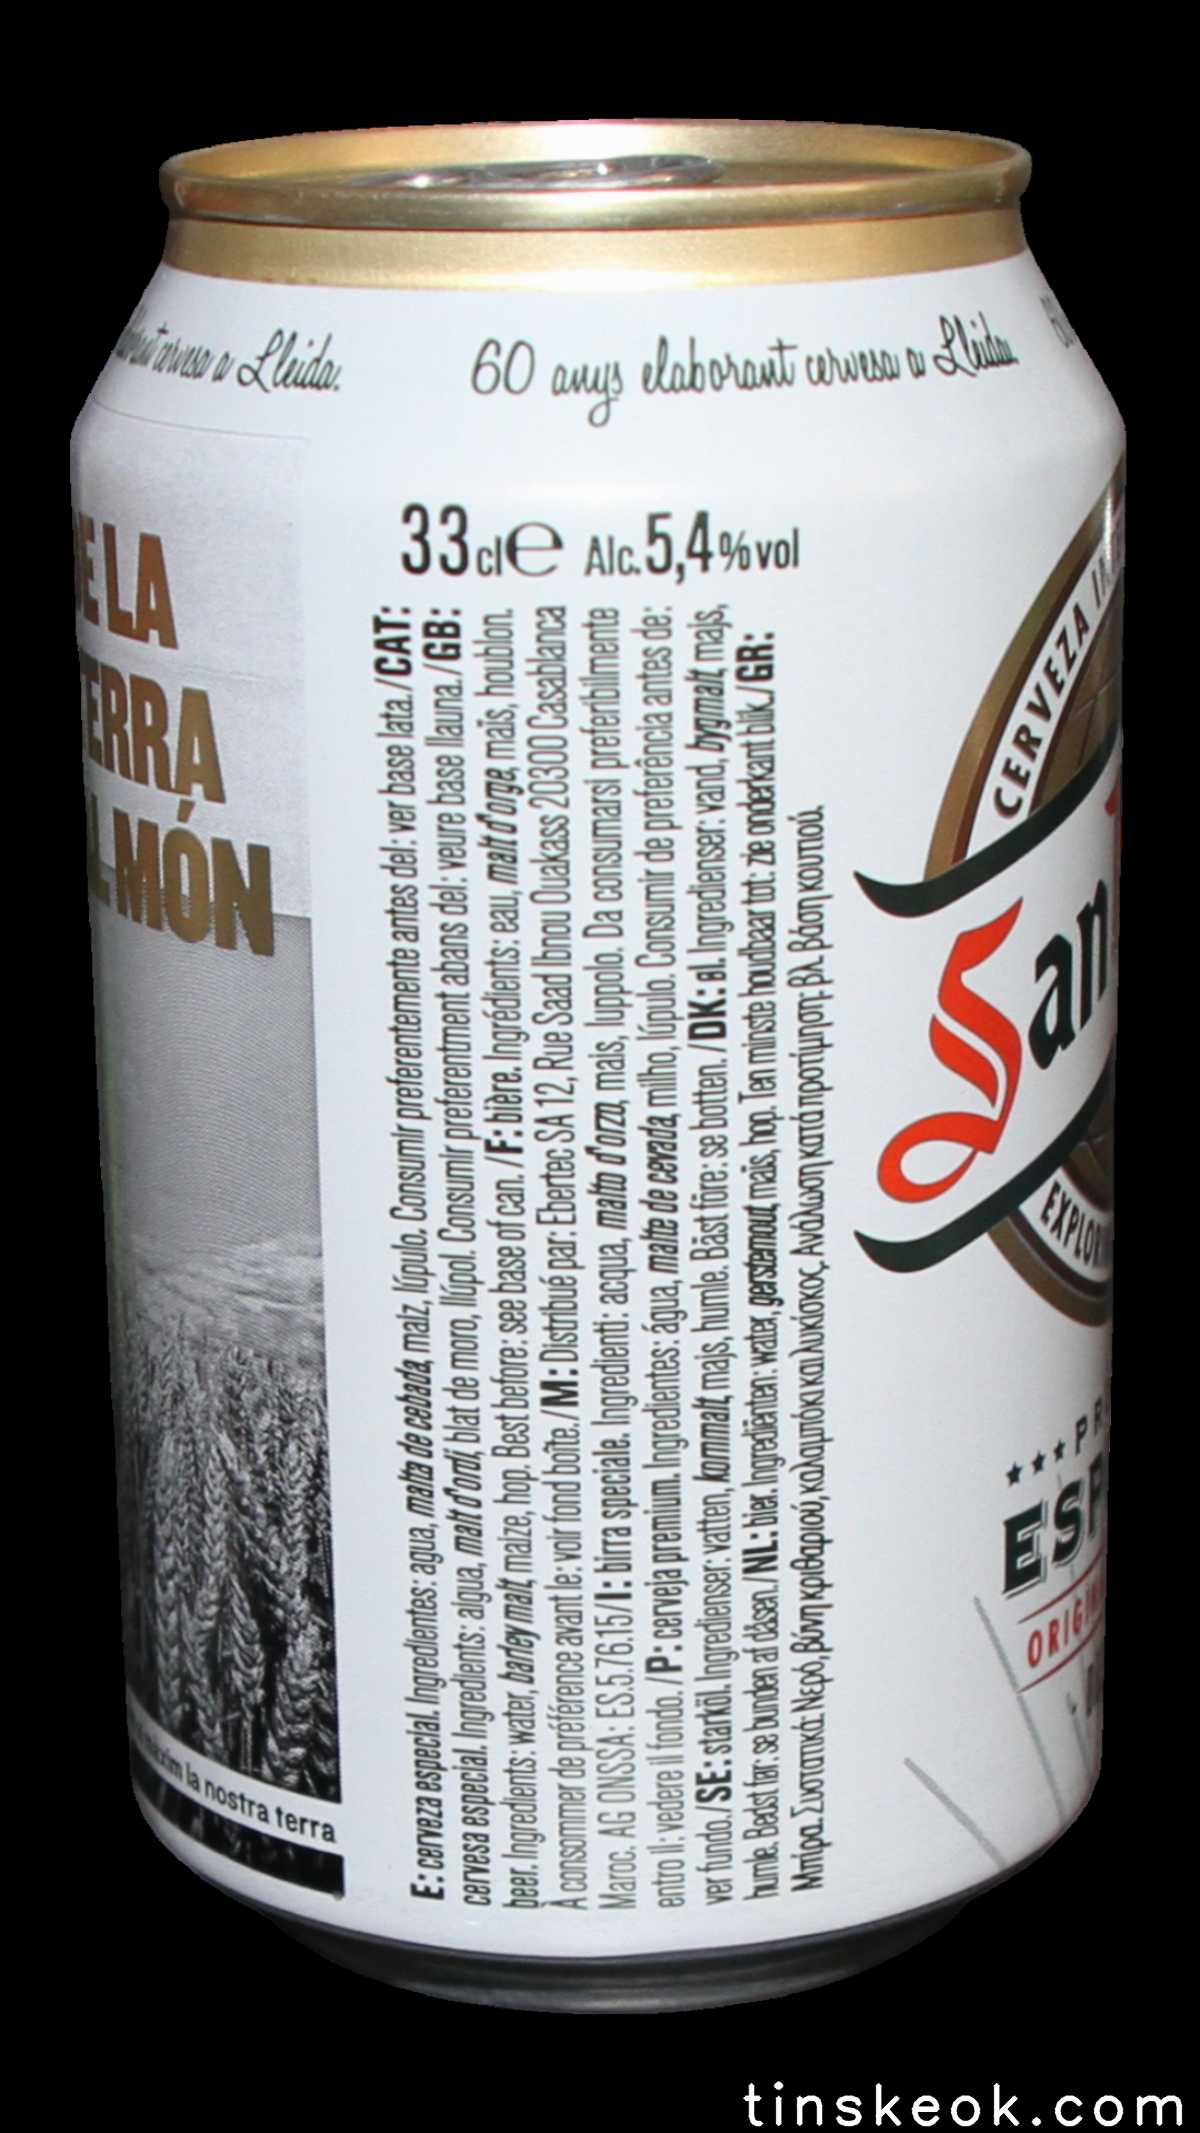 elaborant cervesa a Lleida.
60 anys elaborant cervesa a Lleida.
DE LA
TERRA
EL MÓN
la nostra terra
33 cl e Alc. 5,4 % vol
E: cerveza especial. Ingredientes: agua, malta de cebada, maíz, lúpulo. Consumir preferentemente antes del: ver base lata. / CAT:
cervesa especial. Ingredients: aigua, malt d'ordi, blat de moro, llúpol. Consumir preferentment abans del: veure base llauna. / GB:
beer. Ingredients: water, barley malt, maize, hop. Best before: see base of can. / F: bière. Ingrédients: eau, malt d'orge, maïs, houblon.
À consommer de préférence avant le: voir fond boîte. / M: Distribué par: Ebertec SA 12, Rue Saad Ibnou Ouakass 20300 Casablanca
Maroc. AG ONSSA: ES.5.76.15 / I: birra speciale. Ingredienti: acqua, malto d'orzo, mais, luppolo. Da consumarsi preferibilmente
entro il: vedere il fondo. / P: cerveja premium. Ingredientes: água, malte de cevada, milho, lúpulo. Consumir de preferência antes de:
ver fundo. / SE: starköl. Ingredienser: vatten, kornmalt, majs, humle. Bäst före: se botten. / DK: øl. Ingredienser: vand, bygmalt, majs,
humle. Bedst før: se bunden af dåsen. / NL: bier. Ingrediënten: water, gerstemout, maïs, hop. Ten minste houdbaar tot: zie onderkant blik. / GR:
Μπύρα. Συστατικά: Νερό, βύνη κριθαριού, καλαμπόκι και λυκίσκος. Ανάλωση κατά προτίμηση: βλ. βάση κουτιού.
CERVEZA
San
EXPLOR
ESP
tinskeok.com